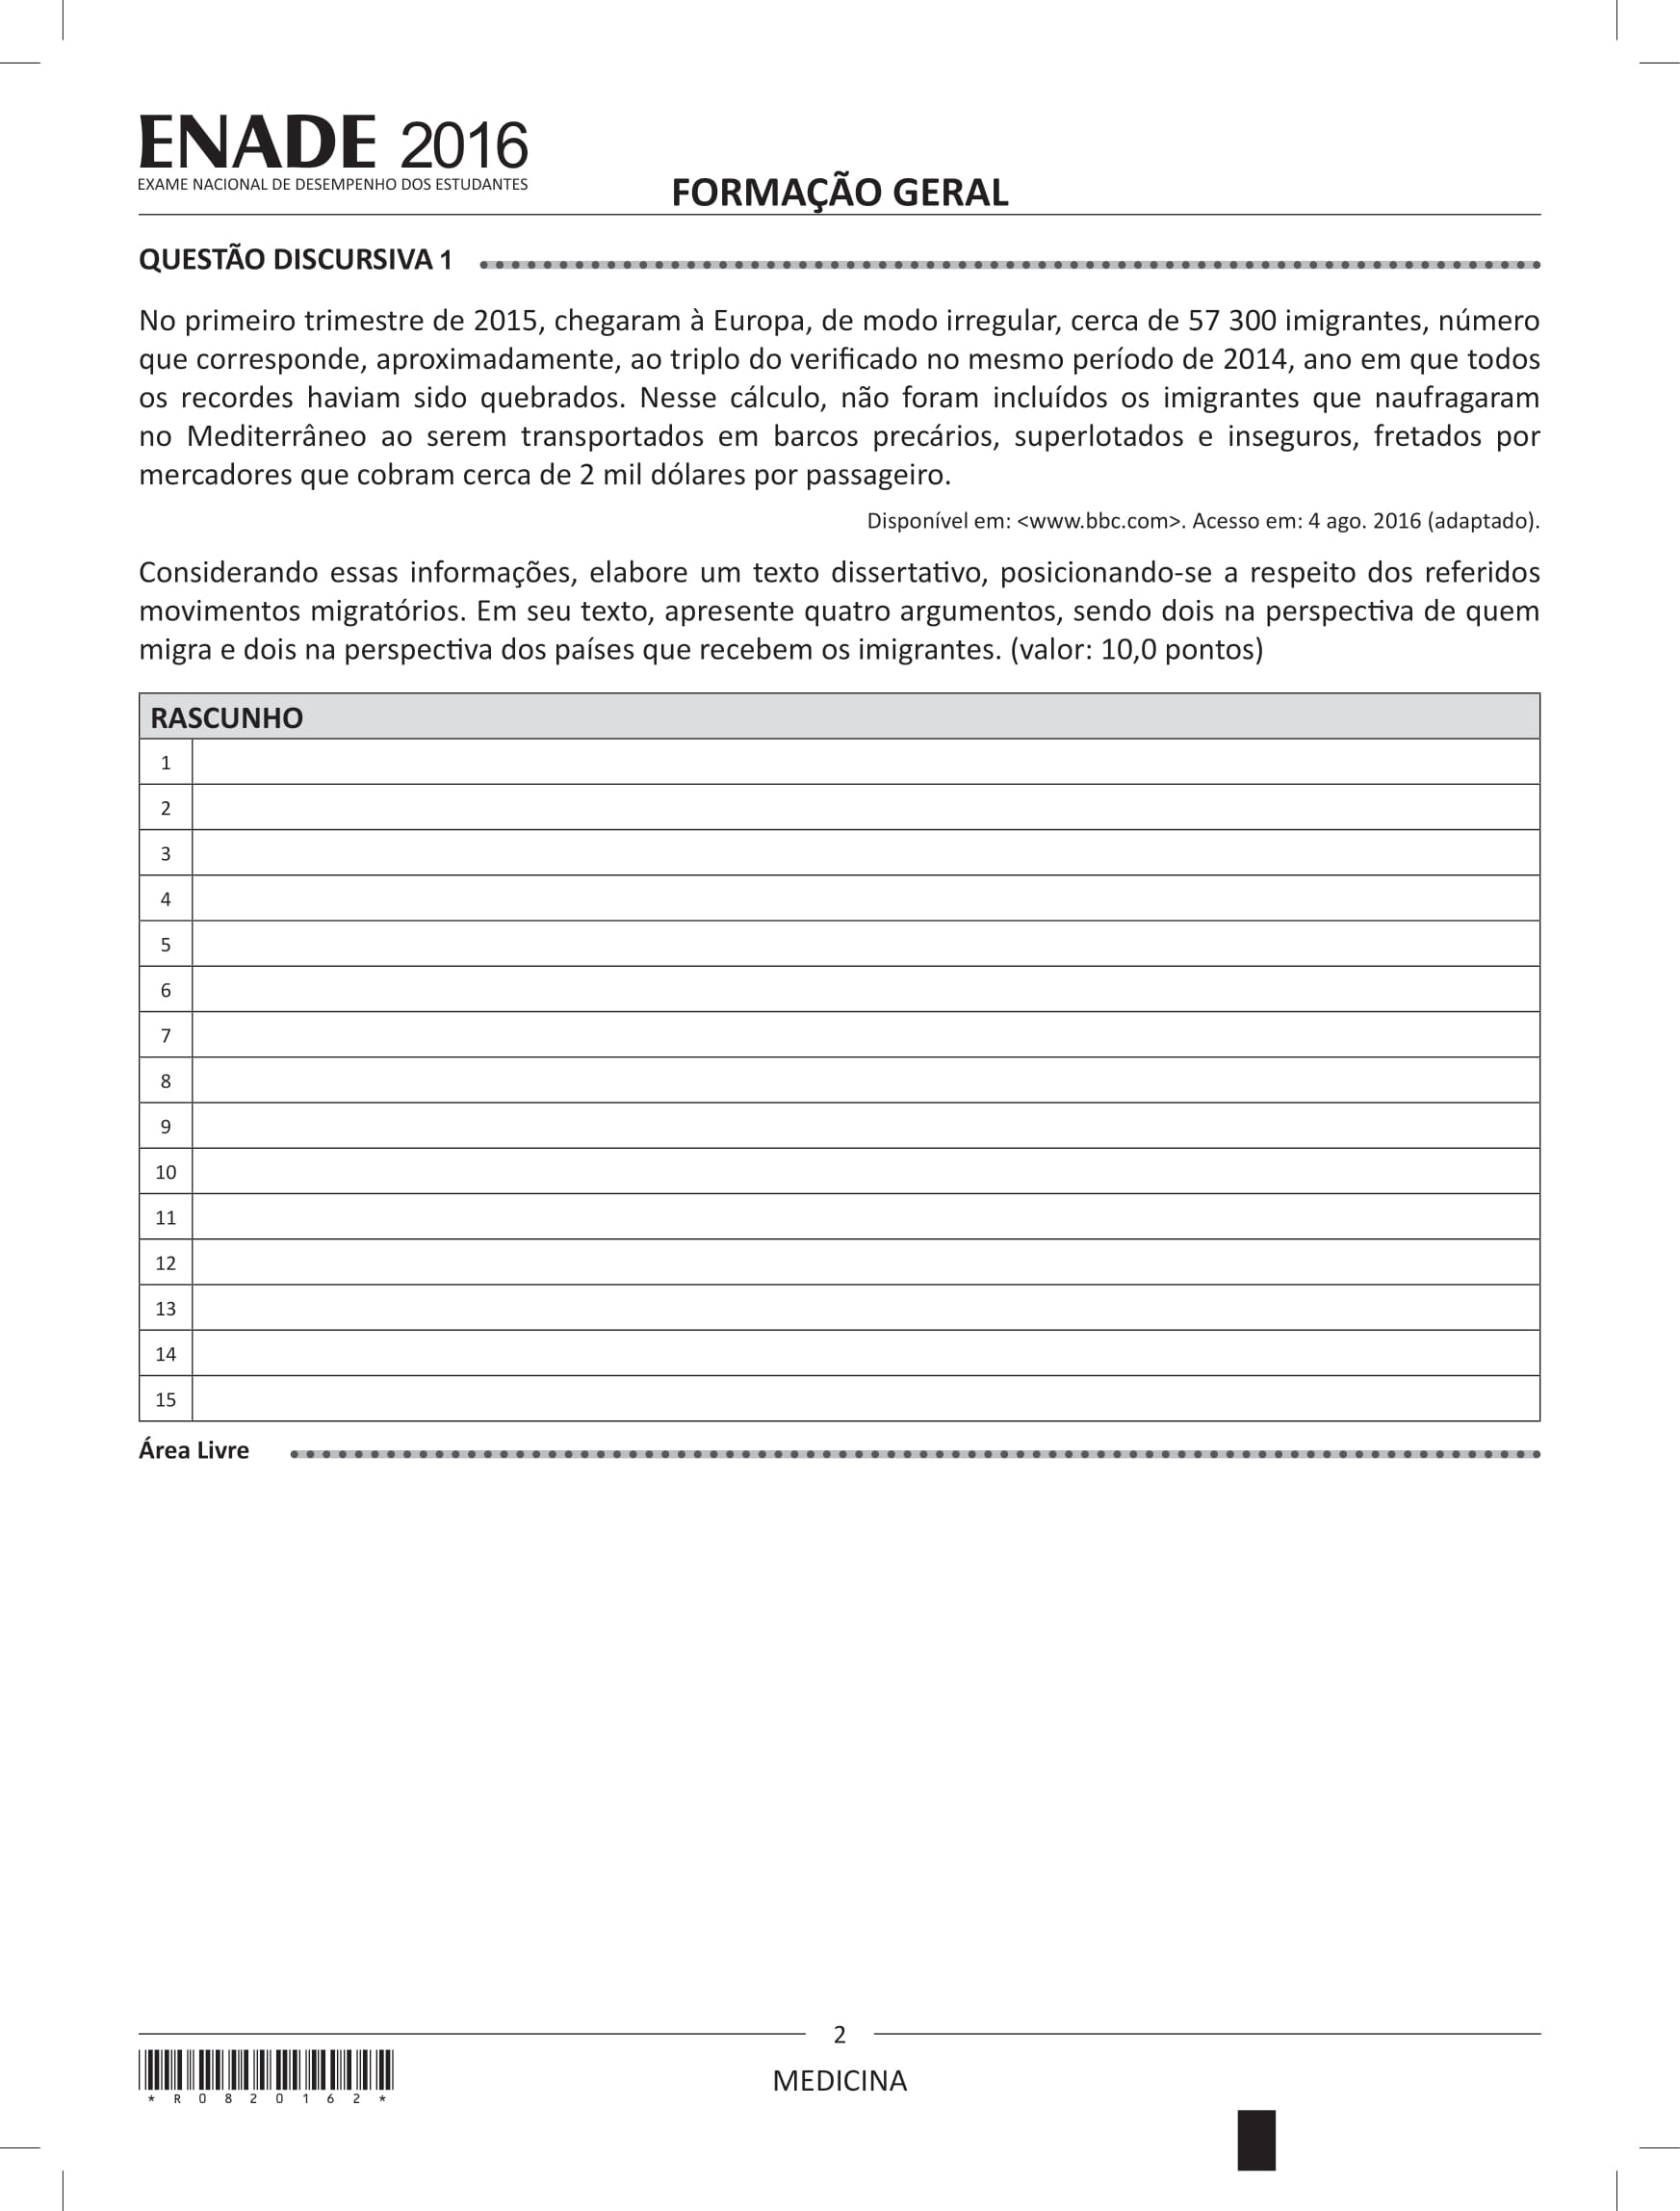 ENADE 2016
EXAME NACIONAL DE DESEMPENHO DOS ESTUDANTES
FORMAÇÃO GERAL
QUESTÃO DISCURSIVA 1
No primeiro trimestre de 2015, chegaram à Europa, de modo irregular, cerca de 57 300 imigrantes, número
que corresponde, aproximadamente, ao triplo do verificado no mesmo período de 2014, ano em que todos
os recordes haviam sido quebrados. Nesse cálculo, não foram incluídos os imigrantes que naufragaram
no Mediterrâneo ao serem transportados em barcos precários, superlotados e inseguros, fretados por
mercadores que cobram cerca de 2 mil dólares por passageiro.
Disponível em: <www.bbc.com>. Acesso em: 4 ago. 2016 (adaptado).
Considerando essas informações, elabore um texto dissertativo, posicionando-se a respeito dos referidos
movimentos migratórios. Em seu texto, apresente quatro argumentos, sendo dois na perspectiva de quem
migra e dois na perspectiva dos países que recebem os imigrantes. (valor: 10,0 pontos)
RASCUNHO
1
2
3
4
5
6
7
8
9
10
11
12
13
14
15
Área Livre
2
MEDICINA
* R 0 8 2 0 1 6 2 *